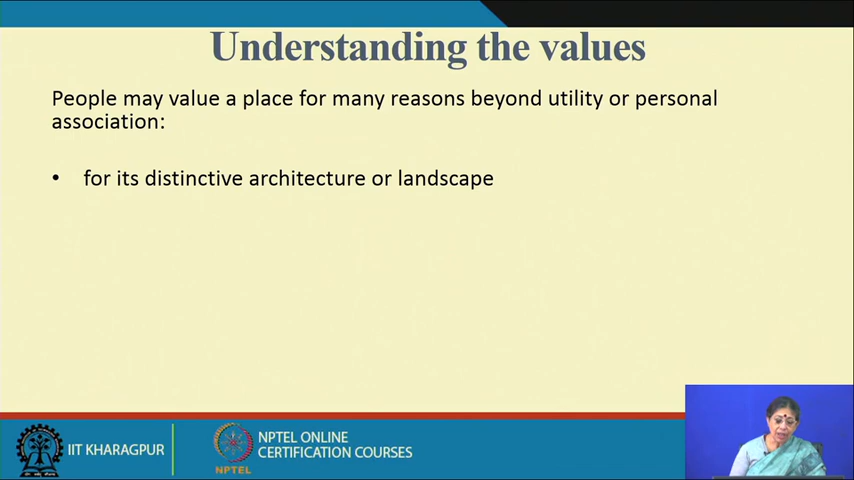 Understanding the values
People may value a place for many reasons beyond utility or personal
association:
• for its distinctive architecture or landscape
IIT KHARAGPUR
NPTEL
NPTEL ONLINE
CERTIFICATION COURSES